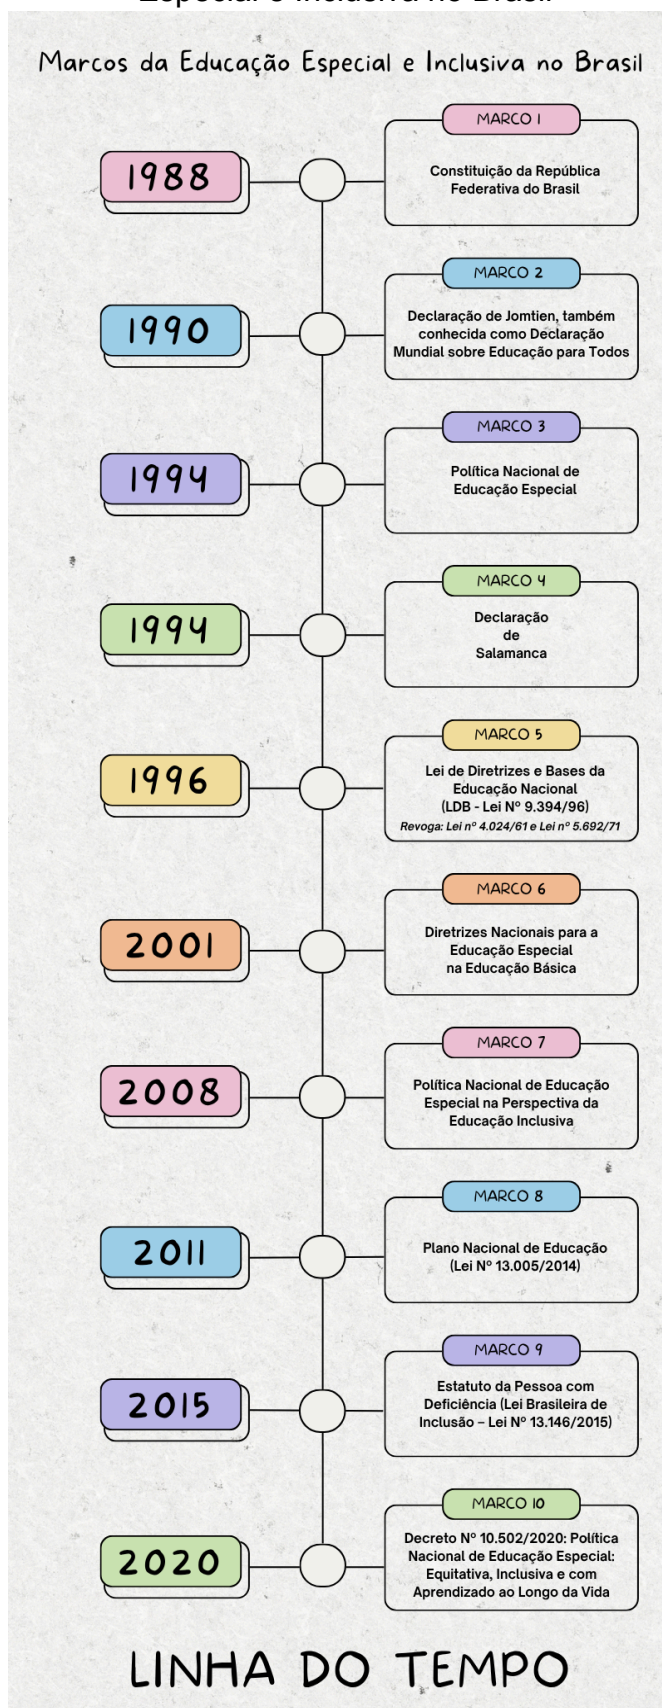 Especial e Inclusiva no Brasil
Marcos da Educação Especial e Inclusiva no Brasil
MARCO 1
1988
Constituição da República
Federativa do Brasil
MARCO 2
1990
Declaração de Jomtien, também
conhecida como Declaração
Mundial sobre Educação para Todos
MARCO 3
1994
Política Nacional de
Educação Especial
MARCO 4
1994
Declaração
de
Salamanca
MARCO 5
1996
Lei de Diretrizes e Bases da
Educação Nacional
(LDB - Lei Nº 9.394/96)
Revoga: Lei nº 4.024/61 e Lei nº 5.692/71
MARCO 6
2001
Diretrizes Nacionais para a
Educação Especial
na Educação Básica
MARCO 7
2008
Política Nacional de Educação
Especial na Perspectiva da
Educação Inclusiva
MARCO 8
2011
Plano Nacional de Educação
(Lei Nº 13.005/2014)
MARCO 9
2015
Estatuto da Pessoa com
Deficiência (Lei Brasileira de
Inclusão – Lei Nº 13.146/2015)
MARCO 10
2020
Decreto Nº 10.502/2020: Política
Nacional de Educação Especial:
Equitativa, Inclusiva e com
Aprendizado ao Longo da Vida
LINHA DO TEMPO